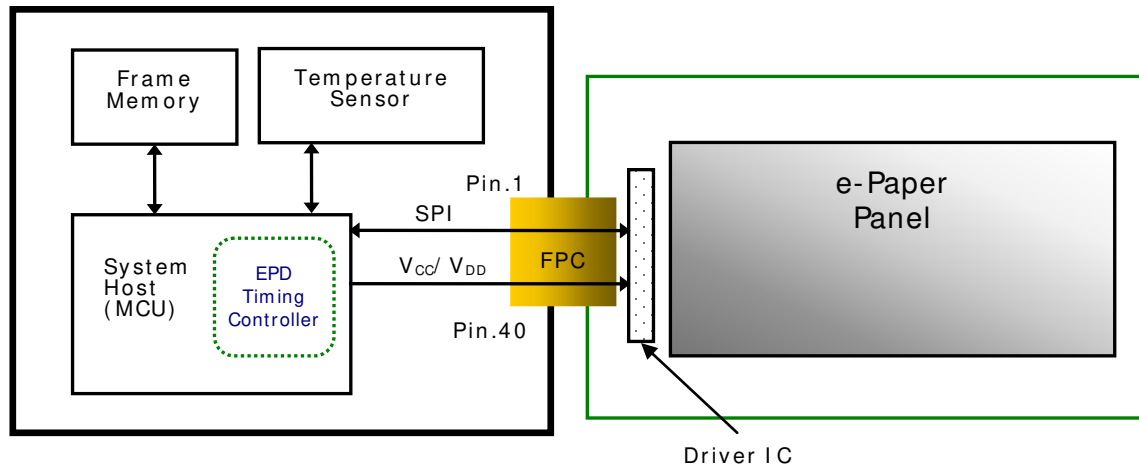 Frame
Memory
Temperature
Sensor
System
Host
(MCU)
EPD
Timing
Controller
Pin.1
SPI
VCC/ VDD
FPC
Pin.40
e-Paper
Panel
Driver IC